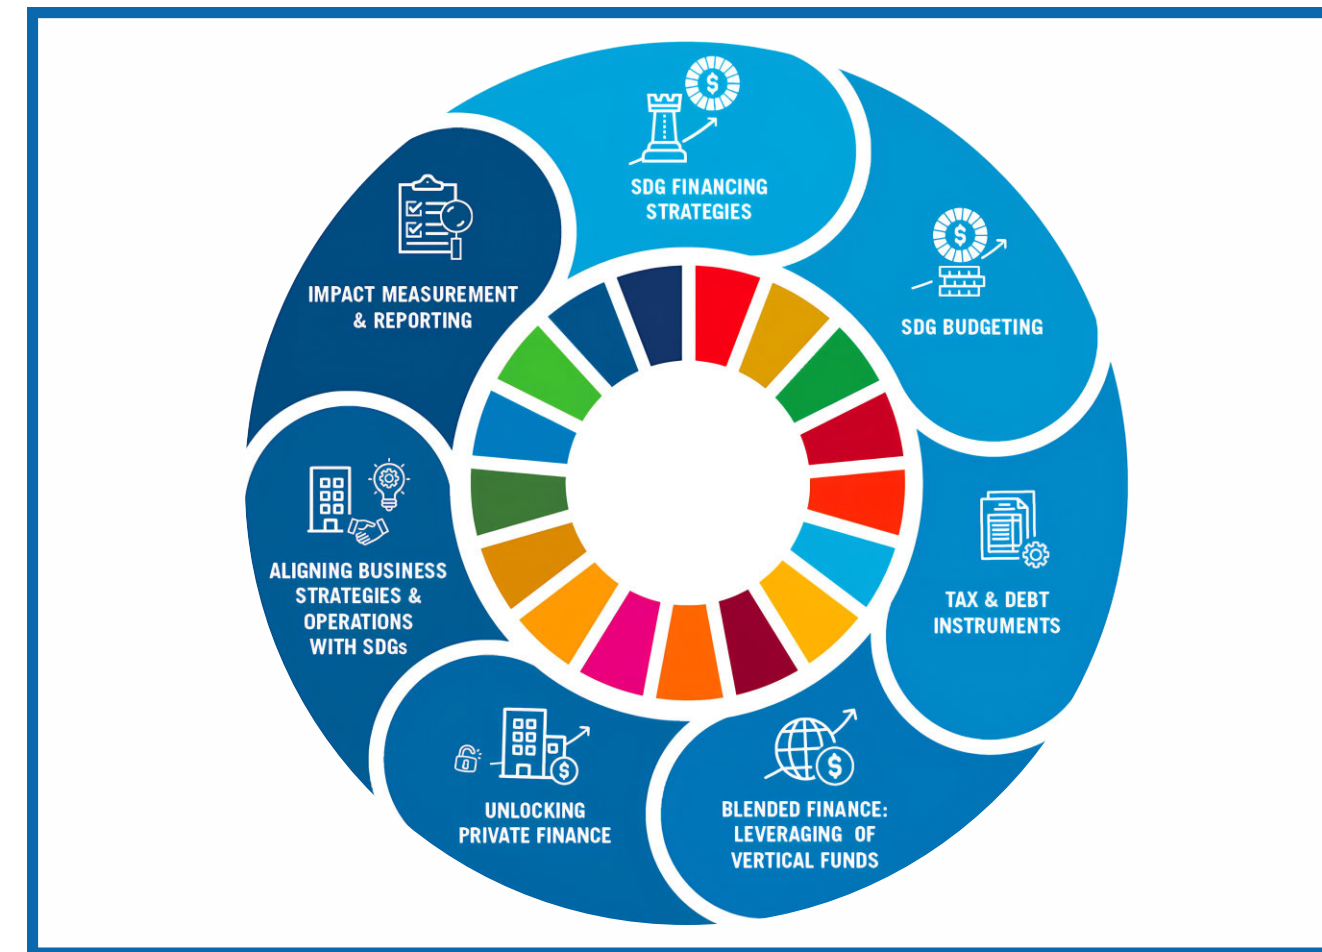 SDG FINANCING
STRATEGIES
SDG BUDGETING
TAX & DEBT
INSTRUMENTS
BLENDED FINANCE:
LEVERAGING OF
VERTICAL FUNDS
UNLOCKING
PRIVATE FINANCE
ALIGNING BUSINESS
STRATEGIES &
OPERATIONS
WITH SDGs
IMPACT MEASUREMENT
& REPORTING